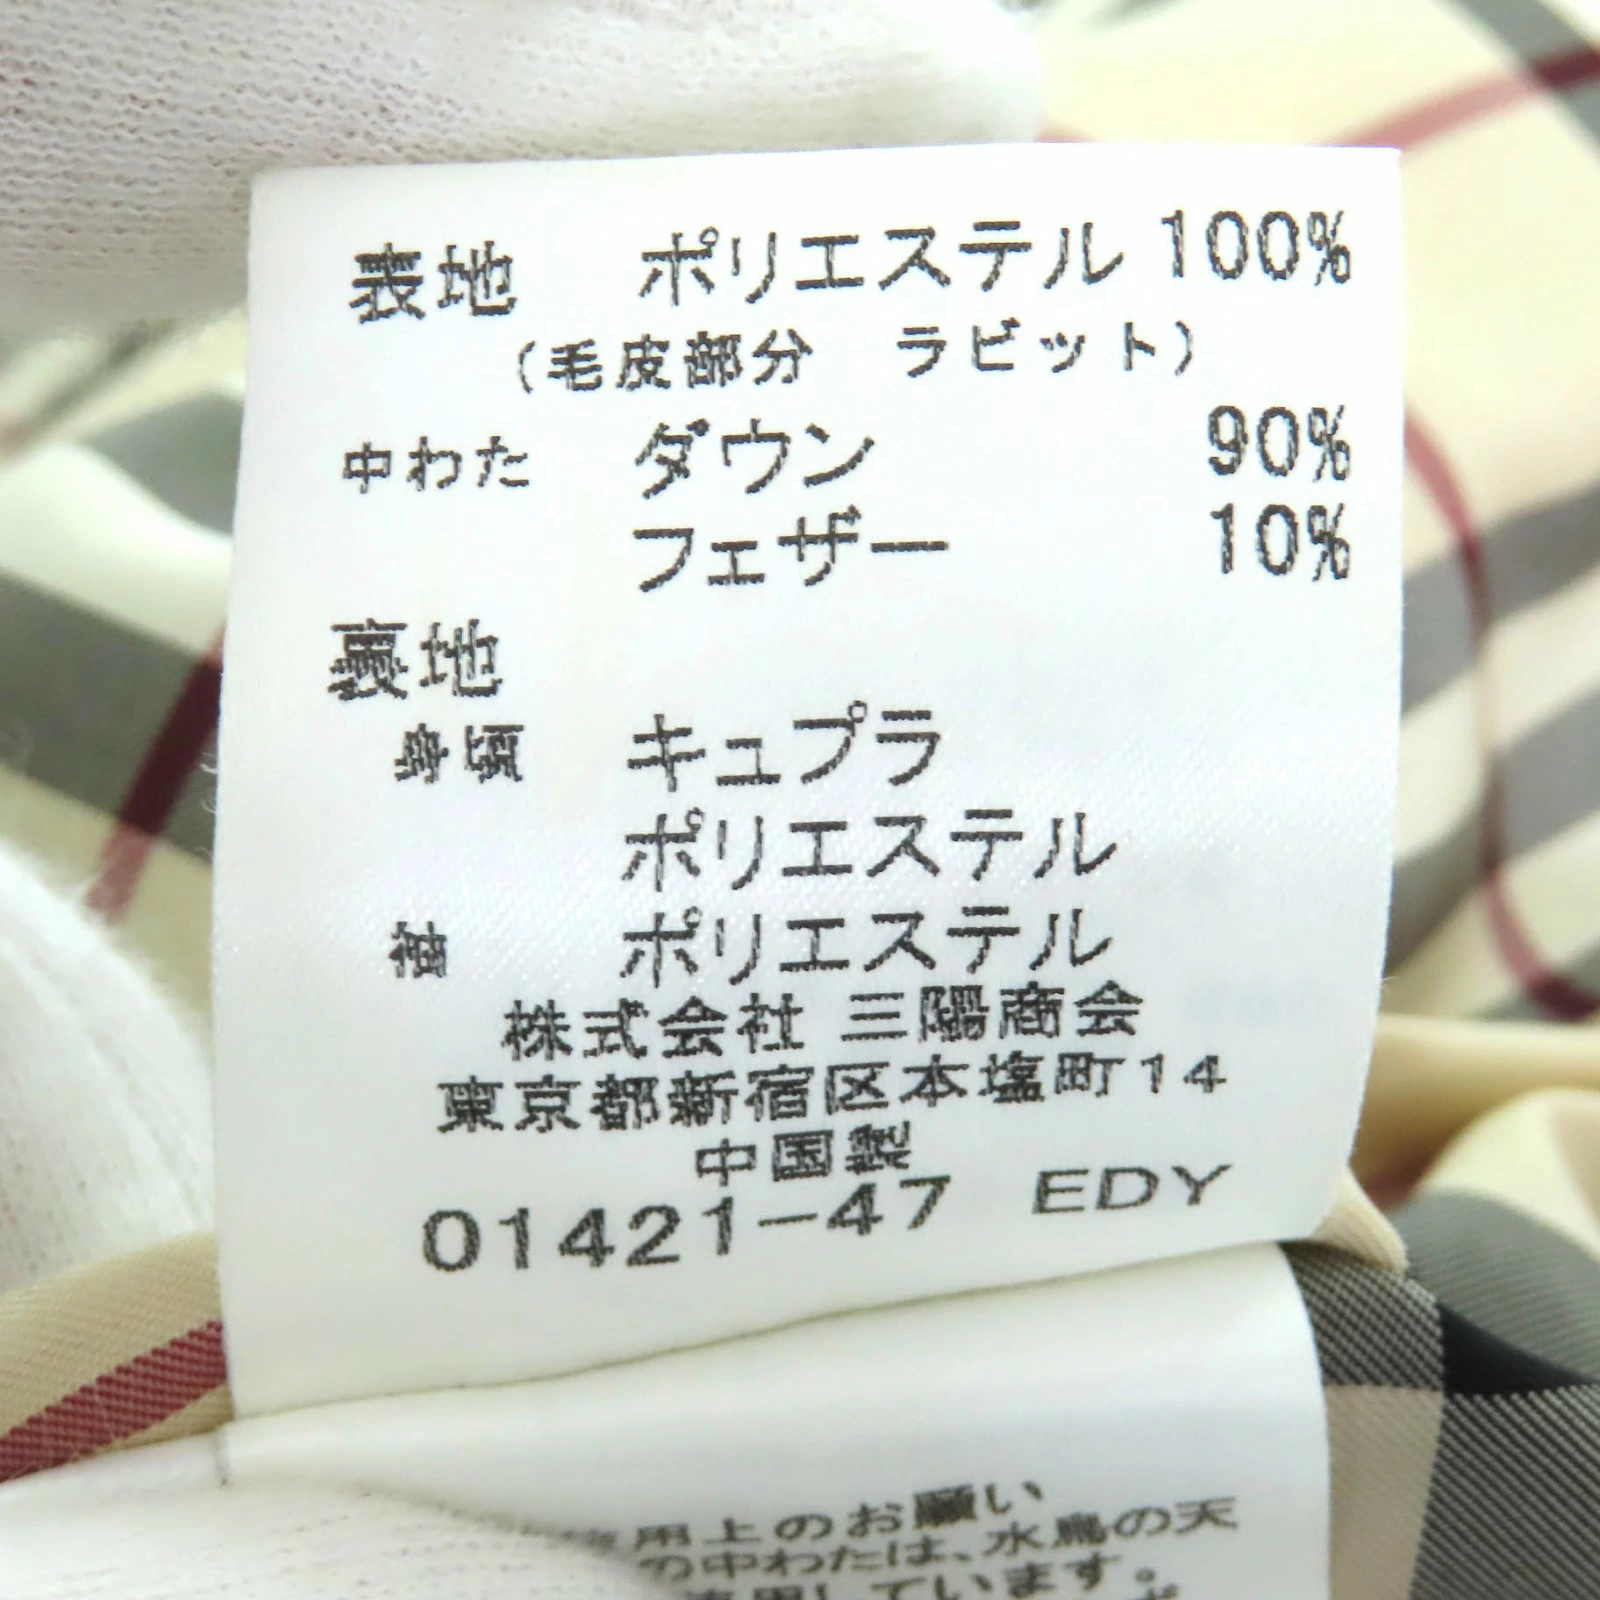 表地 ポリエステル 100%
(毛皮部分 ラビット)
中わた ダウン 90%
フェザー 10%
裏地
身頃 キュプラ
ポリエステル
袖 ポリエステル
株式会社 三陽商会
東京都新宿区本塩町14
中国製
01421-47 EDY
用上のお願い
の中わたは、水鳥の天
使用しています。